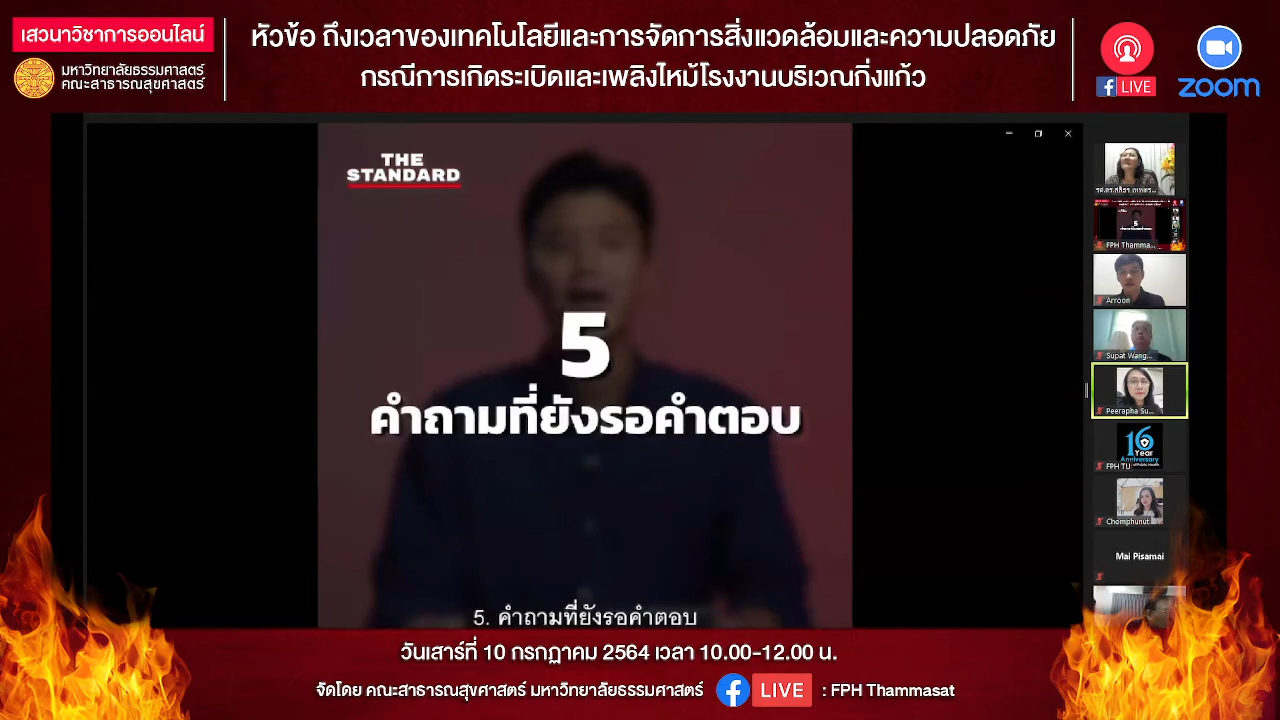 เสวนาวิชาการออนไลน์
มหาวิทยาลัยธรรมศาสตร์
คณะสาธารณสุขศาสตร์
หัวข้อ ถึงเวลาของเทคโนโลยีและการจัดการสิ่งแวดล้อมและความปลอดภัย
กรณีการเกิดระเบิดและเพลิงไหม้โรงงานบริเวณกิ่งแก้ว
LIVE
zoom
THE
STANDARD
5
คำถามที่ยังรอคำตอบ
5. คำถามที่ยังรอคำตอบ
FPH Thamma...
Arroon
Supat Wang...
Peerapha Su...
16
Year
Anniversary
FPH TU
Chomphunut
Mai Pisamai
วันเสาร์ที่ 10 กรกฎาคม 2564 เวลา 10.00-12.00 น.
จัดโดย คณะสาธารณสุขศาสตร์ มหาวิทยาลัยธรรมศาสตร์ LIVE : FPH Thammasat